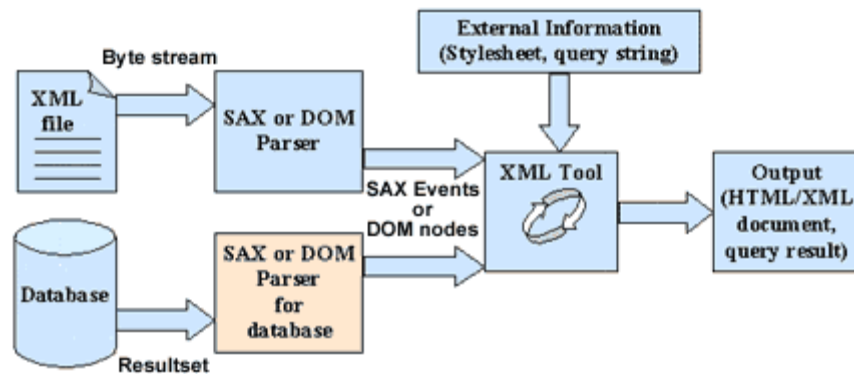 External Information
(Stylesheet, query string)
Byte stream
XML
file
SAX or DOM
Parser
SAX Events
or
DOM nodes
XML Tool
Output
(HTML/XML
document,
query result)
Database
Resultset
SAX or DOM
Parser
for
database